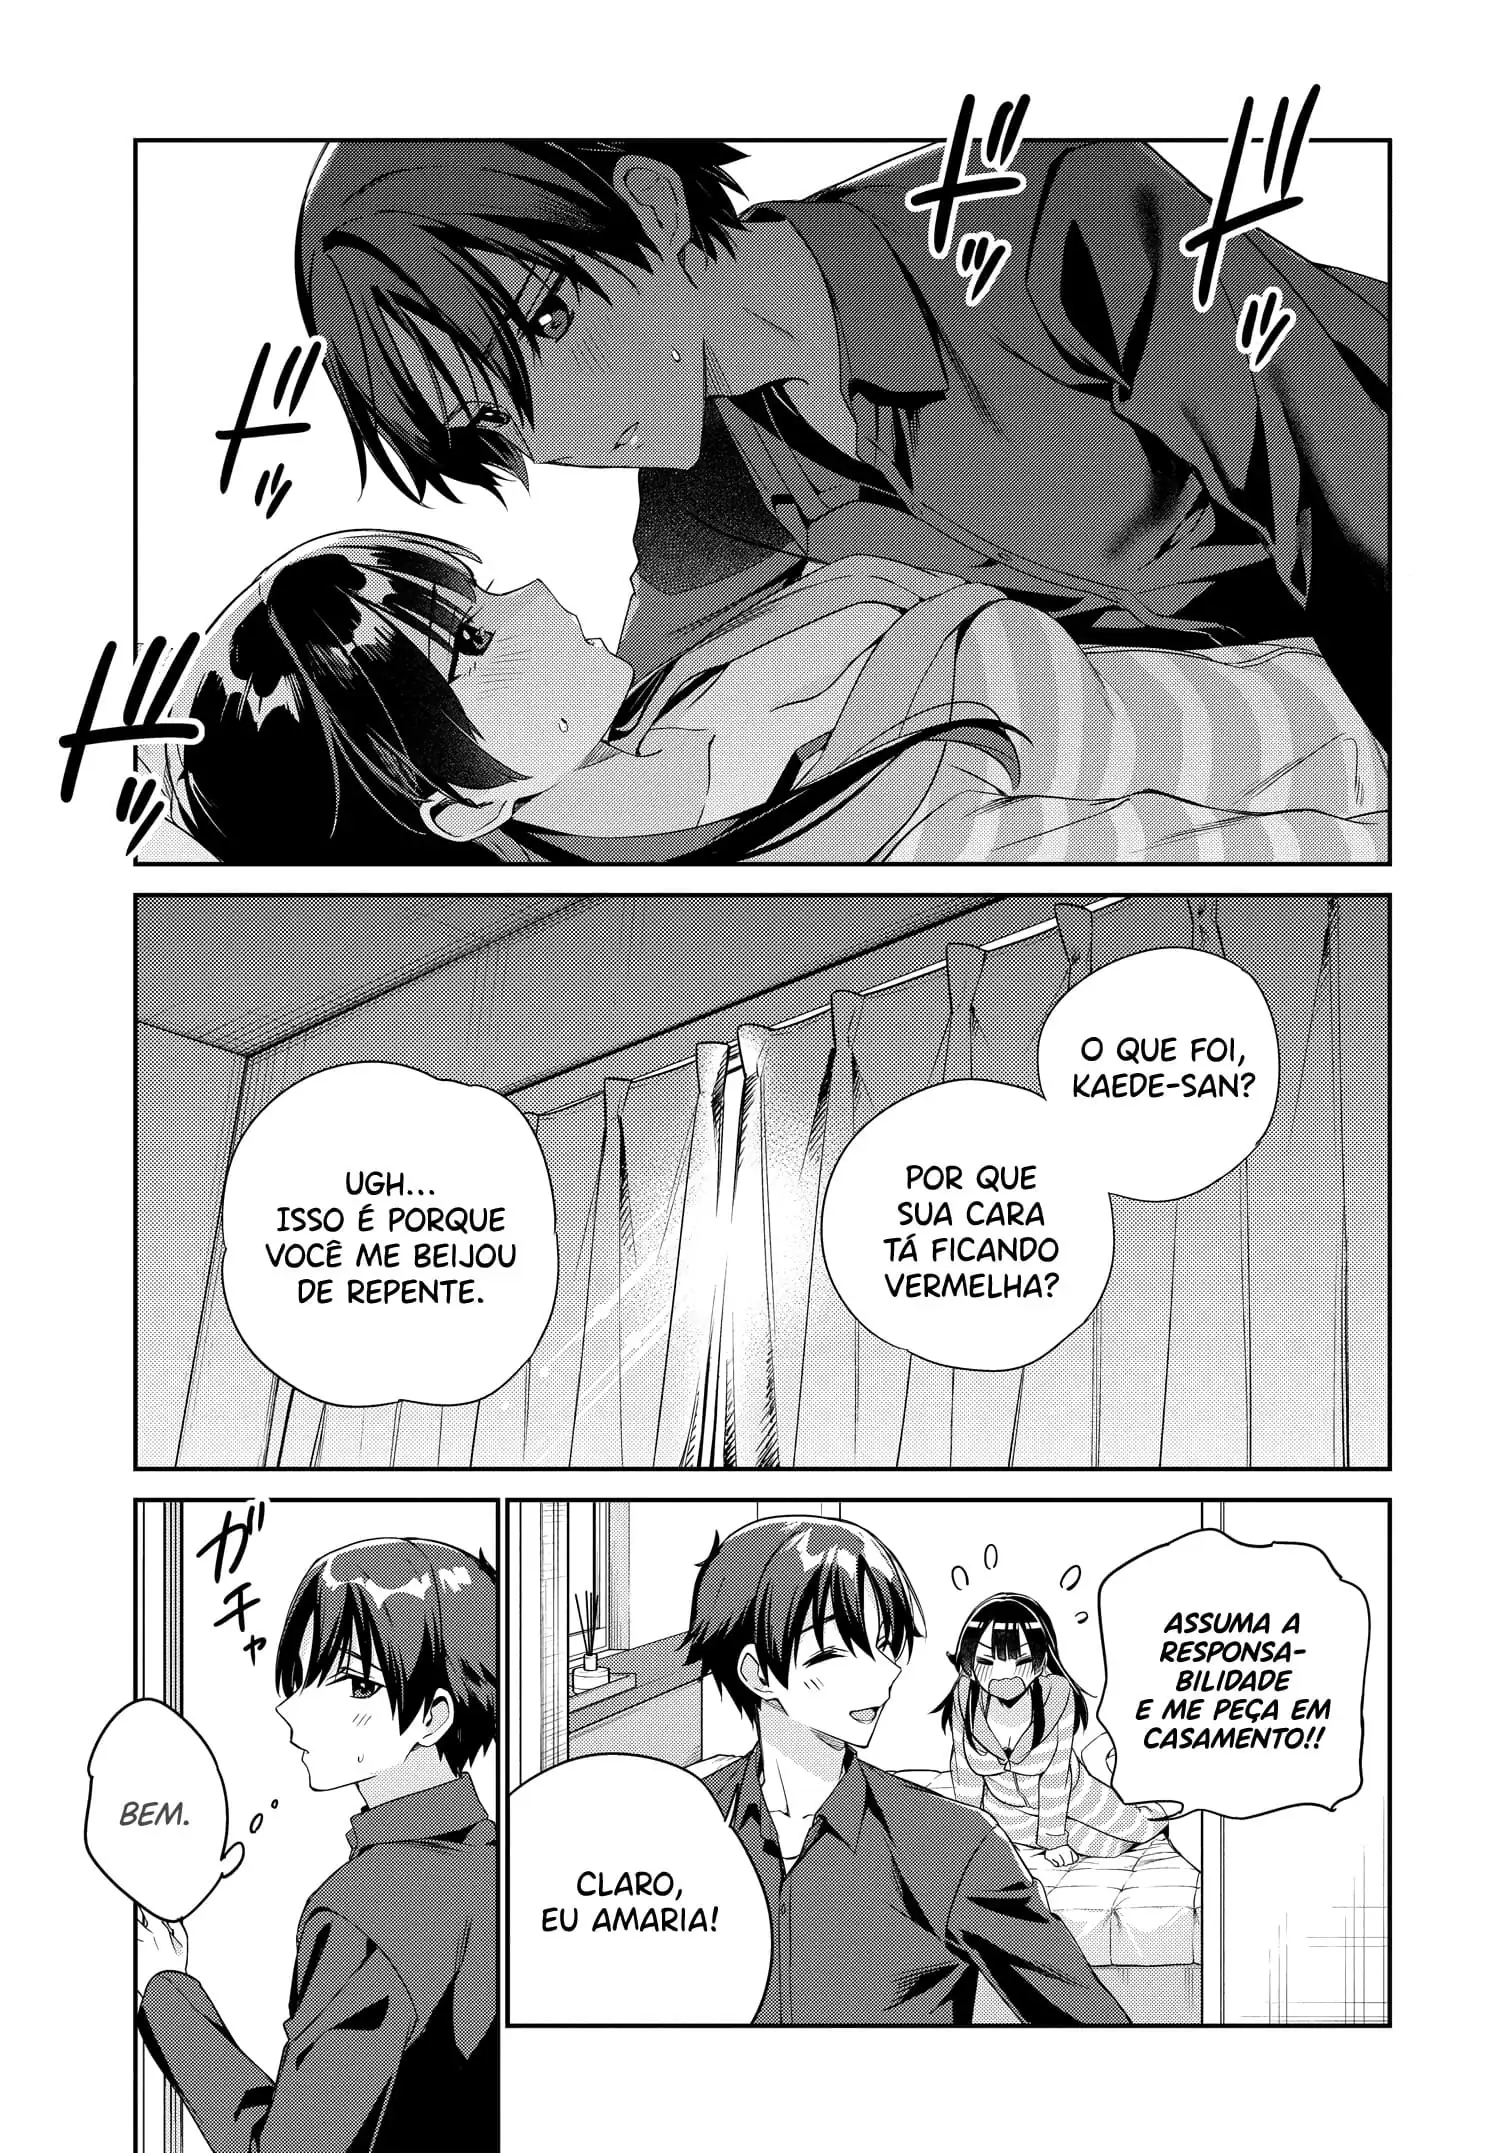 ドッ
ドッ
ドッ
ドッ
O QUE FOI,
KAEDE-SAN?
POR QUE
SUA CARA
TÁ FICANDO
VERMELHA?
UGH...
ISSO É PORQUE
VOCÊ ME BEIJOU
DE REPENTE.
ASSUMA A
RESPONSA-
BILIDADE
E ME PEÇA EM
CASAMENTO!!
CLARO,
EU AMARIA!
ガチャ
BEM.